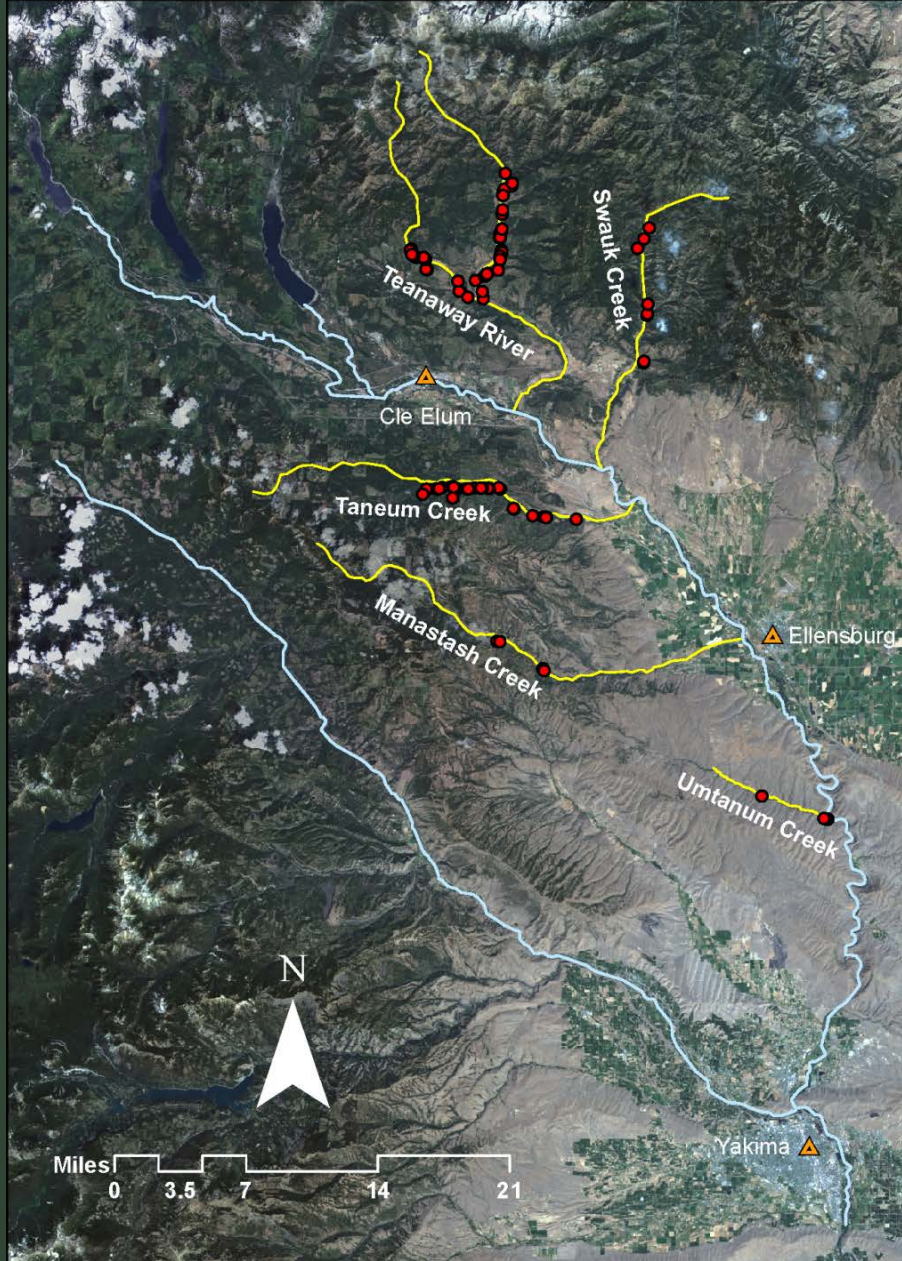 Swauk Creek
Teanaway River
Cle Elum
Taneum Creek
Manastash Creek
Ellensburg
Umtanum Creek
N
Yakima
Miles
0 3.5 7 14 21